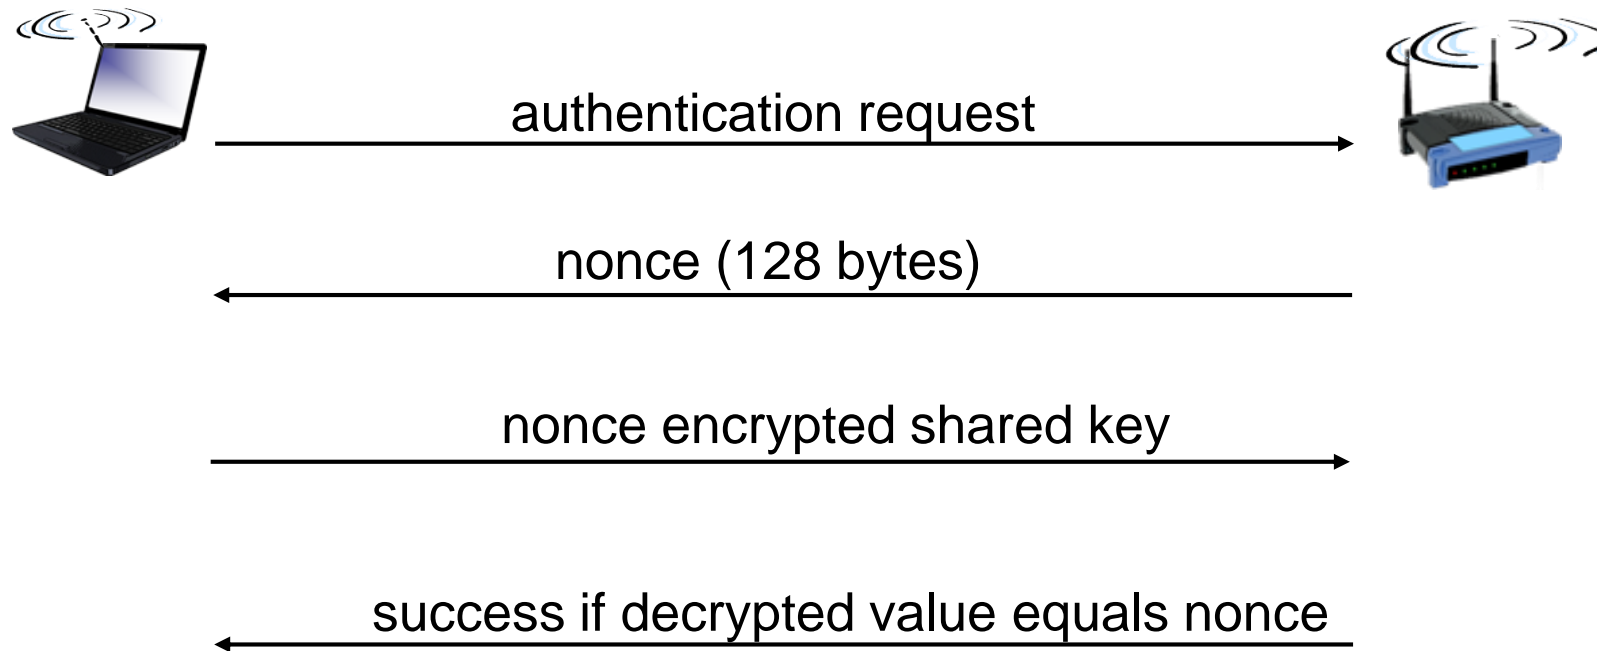 authentication request
nonce (128 bytes)
nonce encrypted shared key
success if decrypted value equals nonce